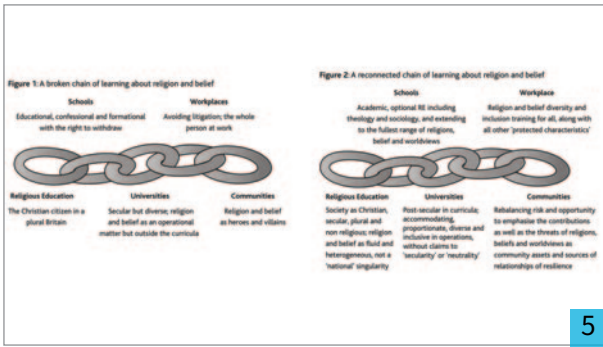 Figure 1: A broken chain of learning about religion and belief
Schools
Educational, confessional and formational
with the right to withdraw
Workplaces
Avoiding litigation; the whole
person at work
Religious Education
The Christian citizen in a
plural Britain
Universities
Secular but diverse; religion
and belief as an operational
matter but outside the curricula
Communities
Religion and belief
as heroes and villains
Figure 2: A reconnected chain of learning about religion and belief
Schools
Academic, optional RE including
theology and sociology, and extending
to the fullest range of religions,
belief and worldviews
Workplace
Religion and belief diversity and
inclusion training for all, along with
all other 'protected characteristics'
Religious Education
Society as Christian,
secular, plural and
non religious; religion
and belief as fluid and
heterogeneous, not a
'national' singularity
Universities
Post-secular in curricula;
accommodating,
proportionate, diverse and
inclusive in operations,
without claims to
'secularity' or 'neutrality'
Communities
Rebalancing risk and opportunity
to emphasise the contributions
as well as the threats of religions,
beliefs and worldviews as
community assets and sources of
relationships of resilience
5